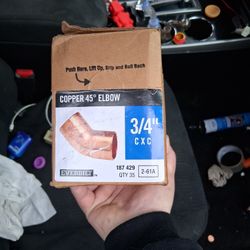 Push Here, Lift Up, Grip and Roll Back
COPPER 45° ELBOW
3/4"
CXC
EVERBILT
187 429
QTY 35
2-61A